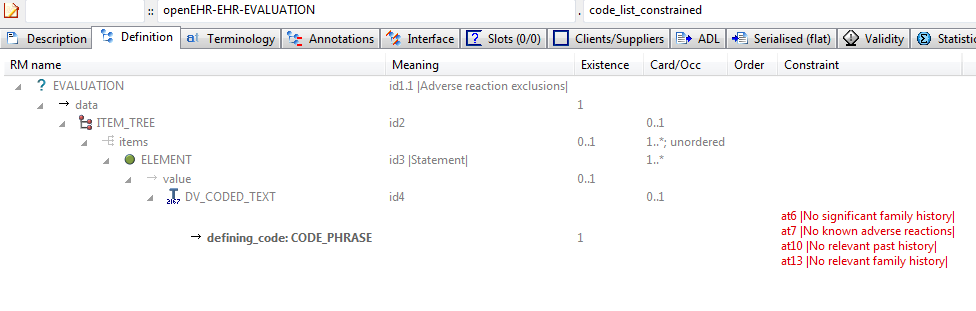 :: openEHR-EHR-EVALUATION . code_list_constrained
Description Definition Terminology Annotations Interface Slots (0/0) Clients/Suppliers ADL Serialised (flat) Validity Statistic
RM name Meaning Existence Card/Occ Order Constraint
EVALUATION id1.1 |Adverse reaction exclusions|
data 1
ITEM_TREE id2 0..1
items 0..1 1..*; unordered
ELEMENT id3 |Statement| 1..*
value 0..1
DV_CODED_TEXT id4 0..1
at6 |No significant family history|
at7 |No known adverse reactions|
defining_code: CODE_PHRASE 1
at10 |No relevant past history|
at13 |No relevant family history|